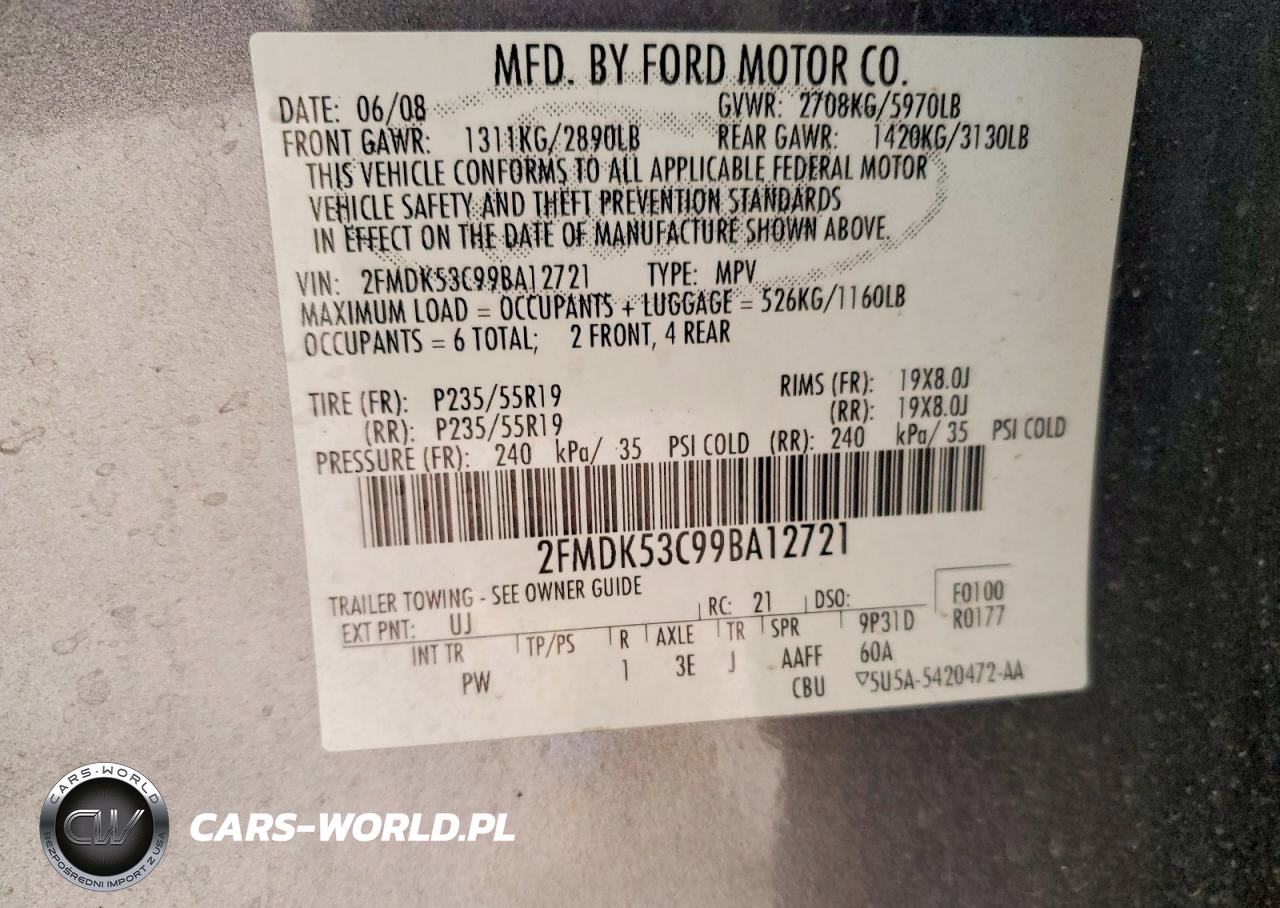 MFD. BY FORD MOTOR CO.
DATE: 06/08 GVWR: 2708KG/5970LB
FRONT GAWR: 1311KG/2890LB REAR GAWR: 1420KG/3130LB
THIS VEHICLE CONFORMS TO ALL APPLICABLE FEDERAL MOTOR
VEHICLE SAFETY AND THEFT PREVENTION STANDARDS
IN EFFECT ON THE DATE OF MANUFACTURE SHOWN ABOVE.
VIN: 2FMDK53C99BA12721 TYPE: MPV
MAXIMUM LOAD = OCCUPANTS + LUGGAGE = 526KG/1160LB
OCCUPANTS = 6 TOTAL; 2 FRONT, 4 REAR
TIRE (FR): P235/55R19 RIMS (FR): 19X8.0J
(RR): P235/55R19 (RR): 19X8.0J
PRESSURE (FR): 240 kPa/ 35 PSI COLD (RR): 240 kPa/ 35 PSI COLD
2FMDK53C99BA12721
TRAILER TOWING - SEE OWNER GUIDE
EXT PNT: UJ RC: 21 DSO: F0100
INT TR TP/PS R AXLE TR SPR 9P31D R0177
PW 1 3E J AAFF 60A
CBU ▽5U5A-5420472-AA
CARS-WORLD
CW
BEZPOŚREDNI IMPORT Z USA
CARS-WORLD.PL